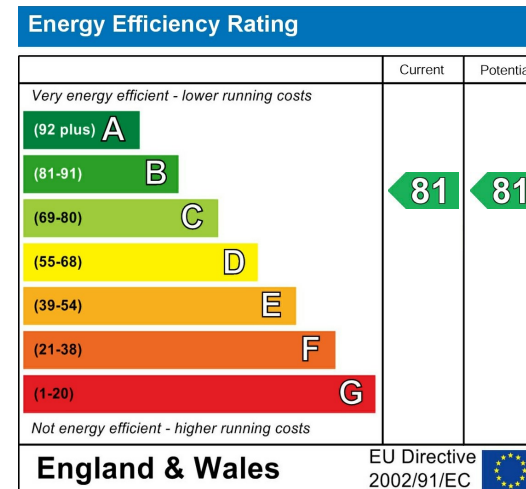 Energy Efficiency Rating
Current Potentia
Very energy efficient - lower running costs
(92 plus) A
(81-91) B 81 81
(69-80) C
(55-68) D
(39-54) E
(21-38) F
(1-20) G
Not energy efficient - higher running costs
England & Wales
EU Directive
2002/91/EC